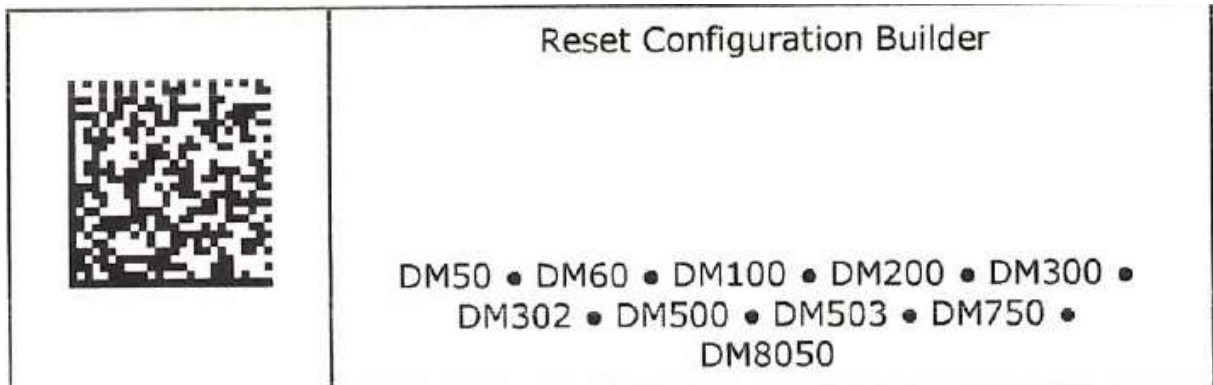 Reset Configuration Builder
DM50 • DM60 • DM100 • DM200 • DM300 •
DM302 • DM500 • DM503 • DM750 •
DM8050